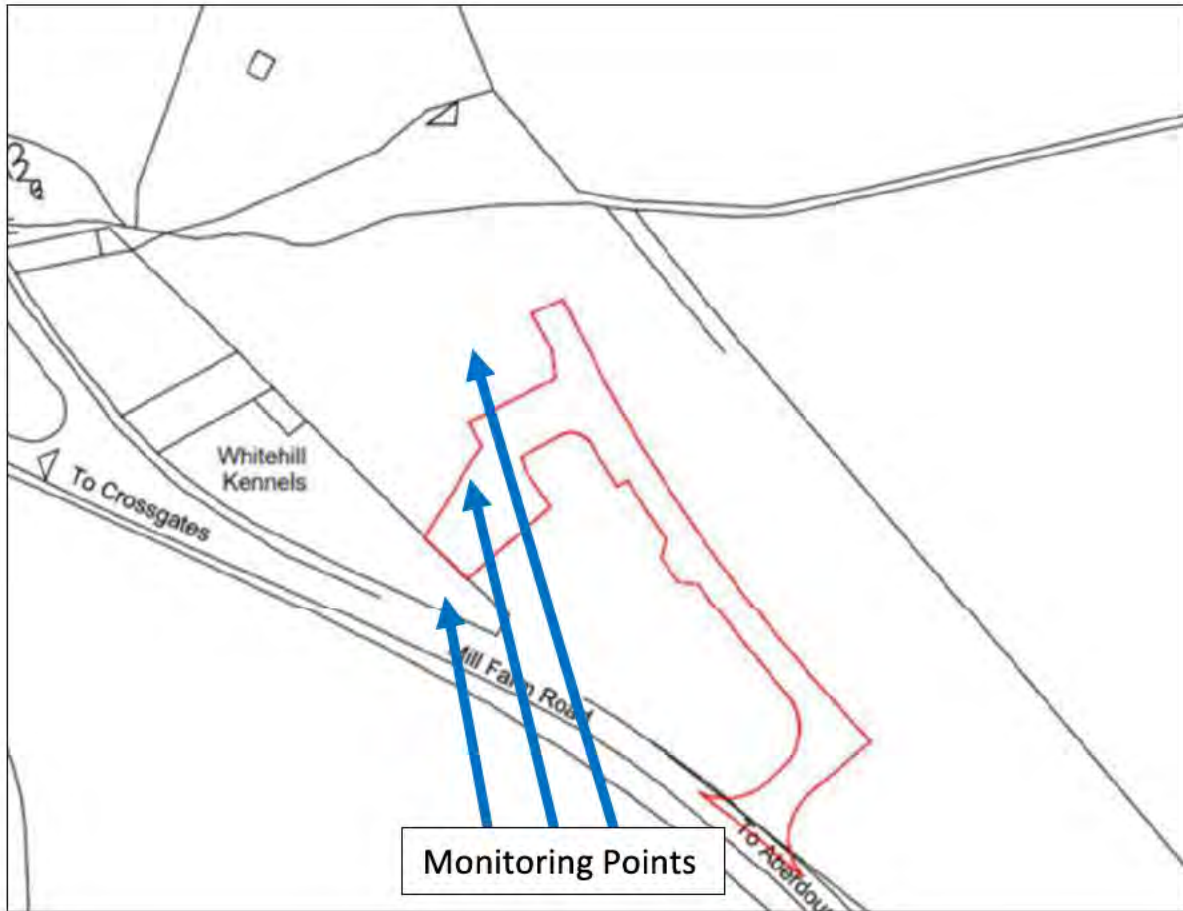 Whitehill
Kennels
To Crossgates
Mill Farm Road
Monitoring Points